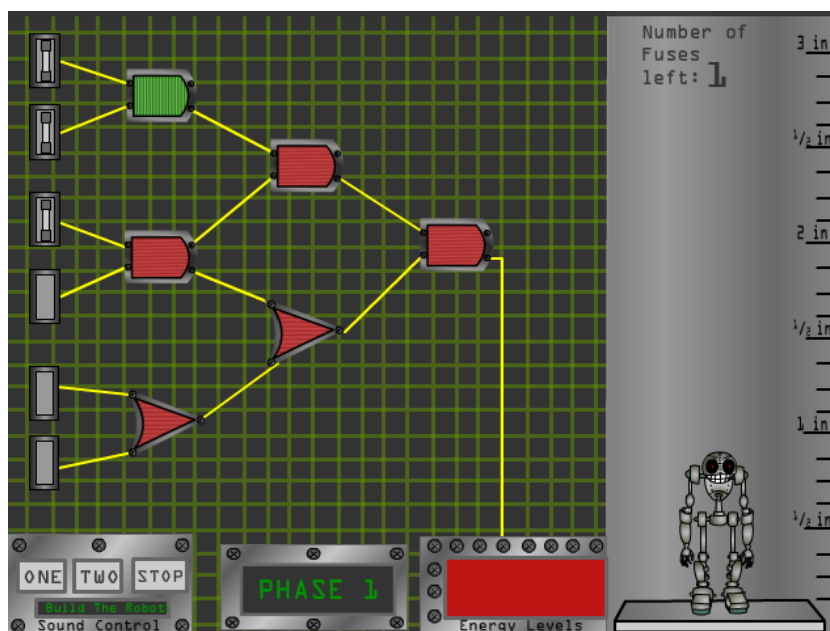 Number of
Fuses
left: 1
3 in
1/2 in
2 in
1/2 in
1 in
1/2 in
ONE TWO STOP
Build The Robot
Sound Control
PHASE 1
Energy Levels